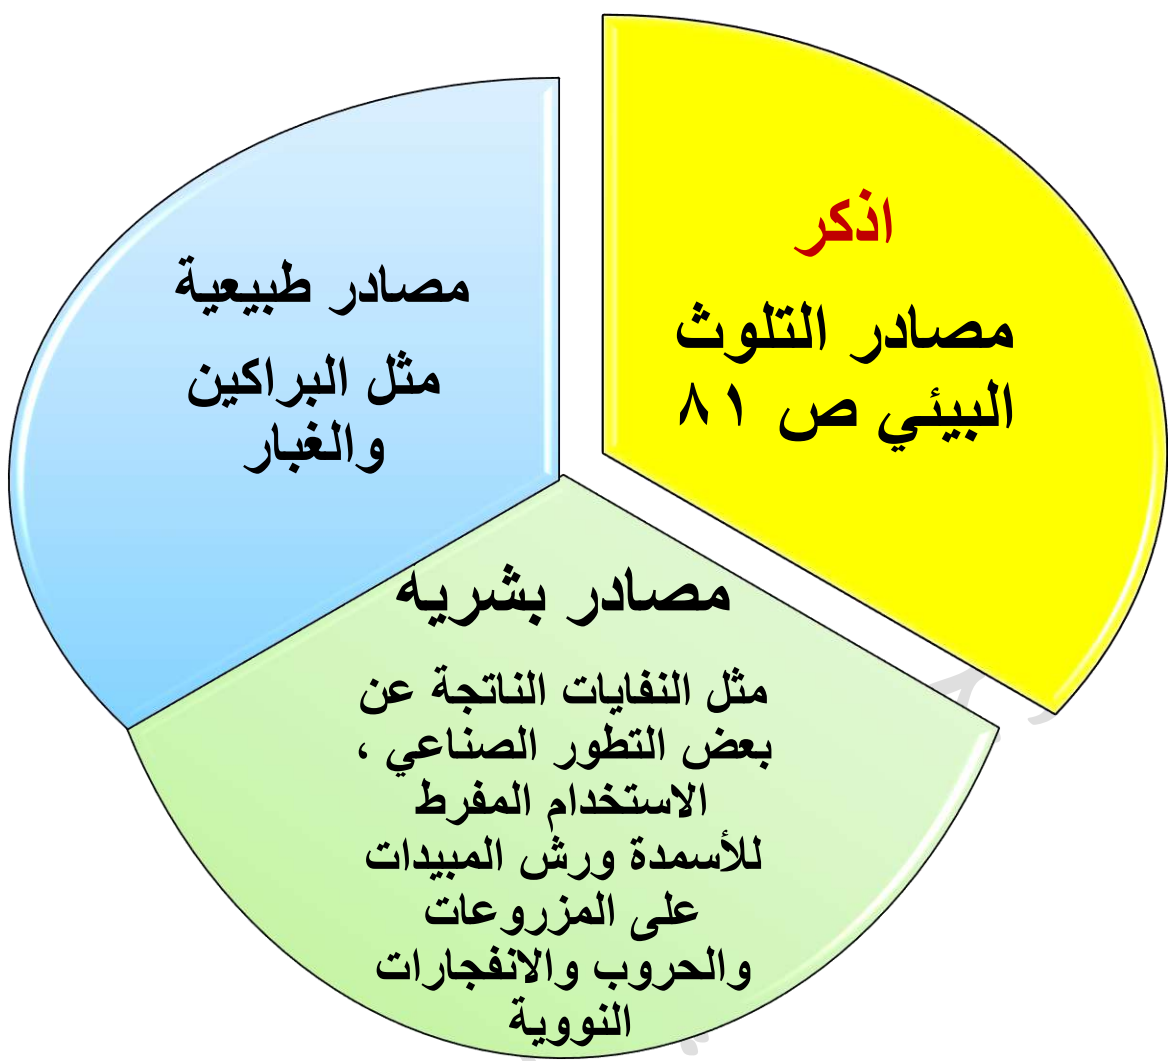 اذكر
مصادر التلوث
البيئي ص ٨١
مصادر طبيعية
مثل البراكين
والغبار
مصادر بشريه
مثل النفايات الناتجة عن
بعض التطور الصناعي ،
الاستخدام المفرط
للأسمدة ورش المبيدات
على المزروعات
والحروب والانفجارات
النووية